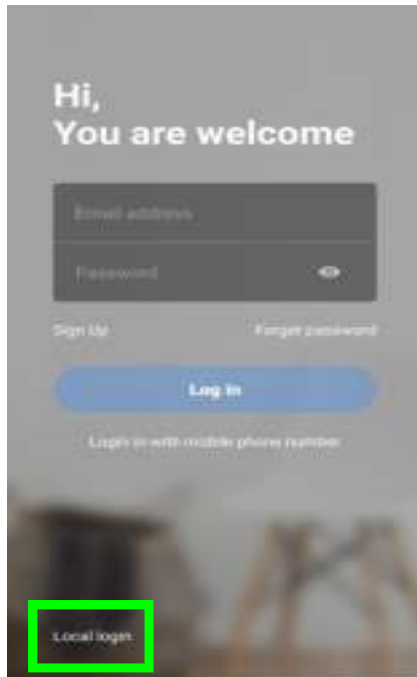 Hi,
You are welcome
Email address
Password
Sign Up
Forget password
Log in
Login in with mobile phone number
Local login